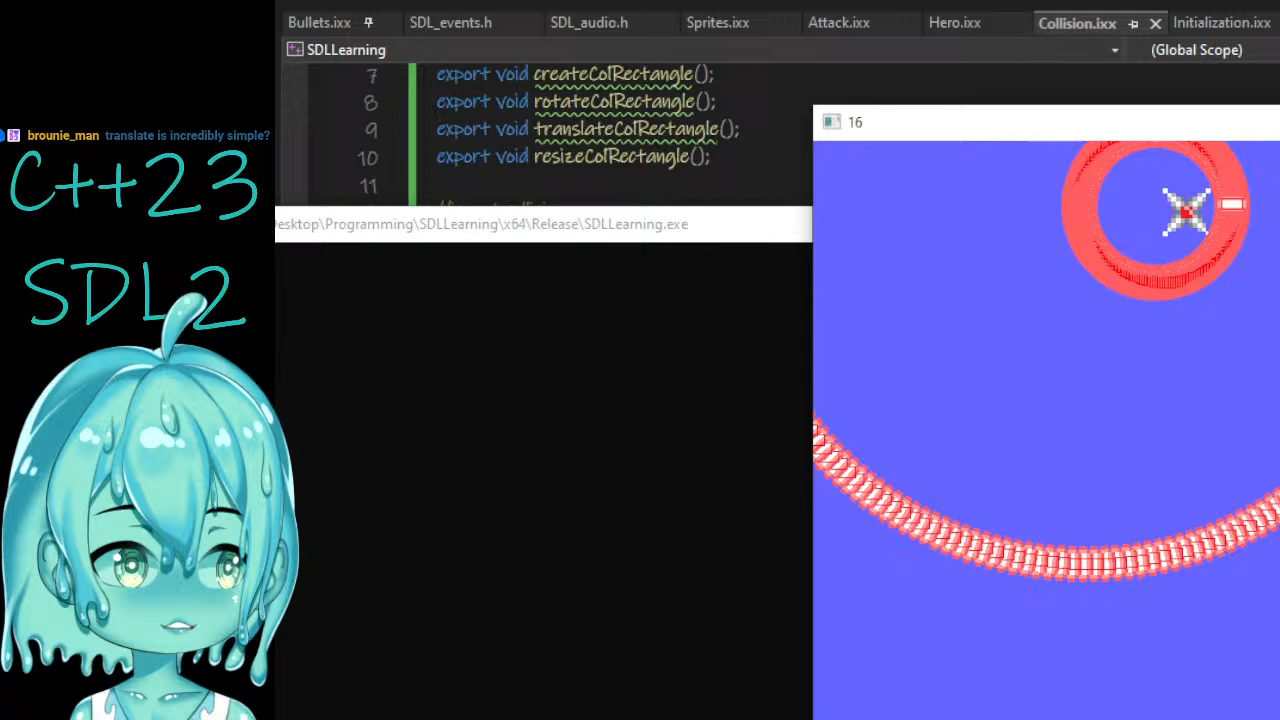 Bullets.ixx SDL_events.h SDL_audio.h Sprites.ixx Attack.ixx Hero.ixx Collision.ixx Initialization.ixx
SDLLearning (Global Scope)
7 export void createColRectangle();
8 export void rotateColRectangle();
9 export void translateColRectangle();
10 export void resizeColRectangle();
11
16
esktop\Programming\SDLLearning\x64\Release\SDLLearning.exe
brounie_man translate is incredibly simple?
C++23
SDL2